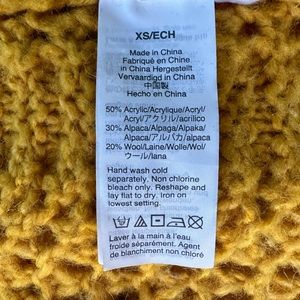 XS/ECH
Made in China
Fabriqué en Chine
in China Hergestellt
Vervaardigd in China
中国製
Hecho en China
50% Acrylic/Acrylique/Acryl/
Acryl/アクリル/acrílico
30% Alpaca/Alpaga/Alpaka/
Alpaca/アルパカ/alpaca
20% Wool/Laine/Wolle/Wol/
ウール/lana
Hand wash cold
separately. Non chlorine
bleach only. Reshape and
lay flat to dry. Iron on
lowest setting.
Laver à la main à l'eau
froide séparément. Agent
de blanchiment non chloré